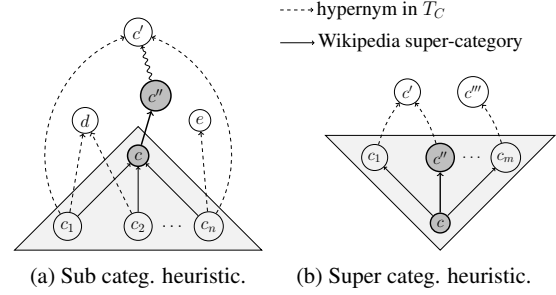 hypernym in T_C
Wikipedia super-category
c′
c″
d
e
c
c₁
c₂
⋯
cₙ
c′
c‴
c₁
c″
⋯
cₘ
c
(a) Sub categ. heuristic.
(b) Super categ. heuristic.